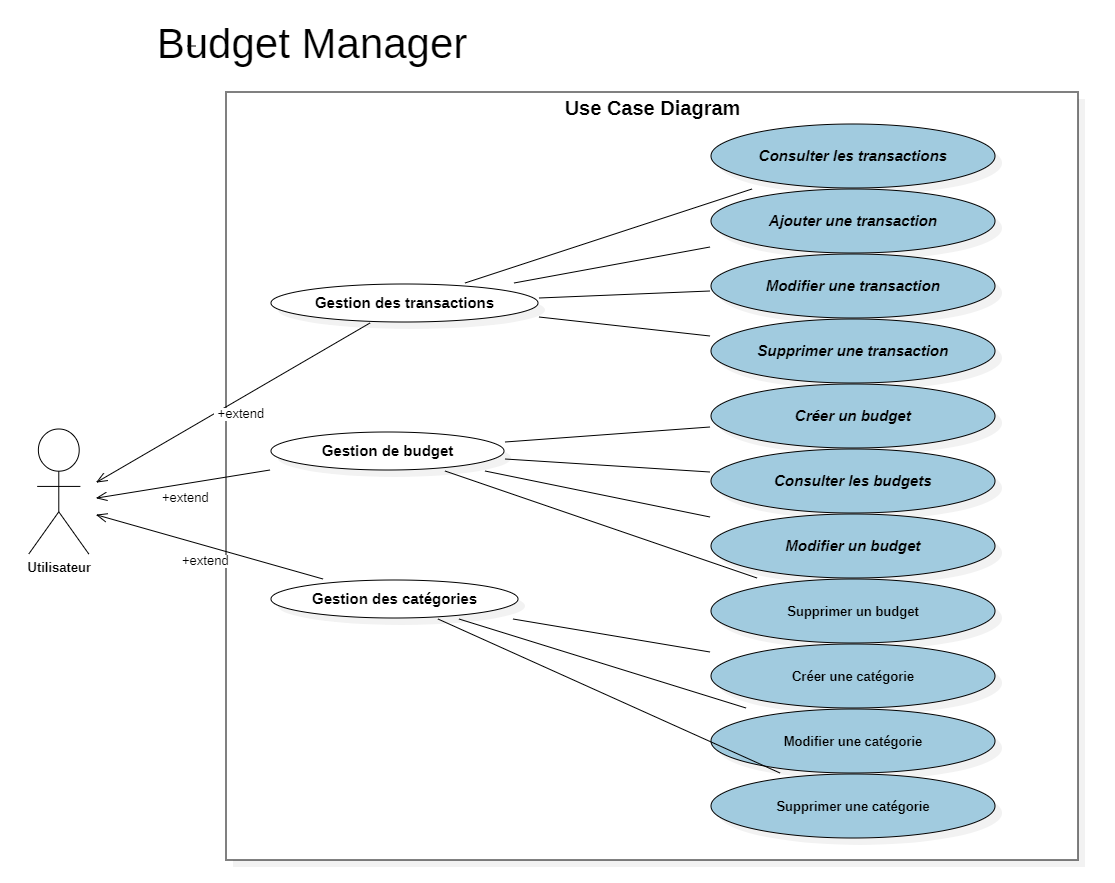 Budget Manager
Use Case Diagram
Consulter les transactions
Ajouter une transaction
Modifier une transaction
Gestion des transactions
Supprimer une transaction
+extend
Créer un budget
Gestion de budget
Consulter les budgets
+extend
Modifier un budget
+extend
Utilisateur
Gestion des catégories
Supprimer un budget
Créer une catégorie
Modifier une catégorie
Supprimer une catégorie